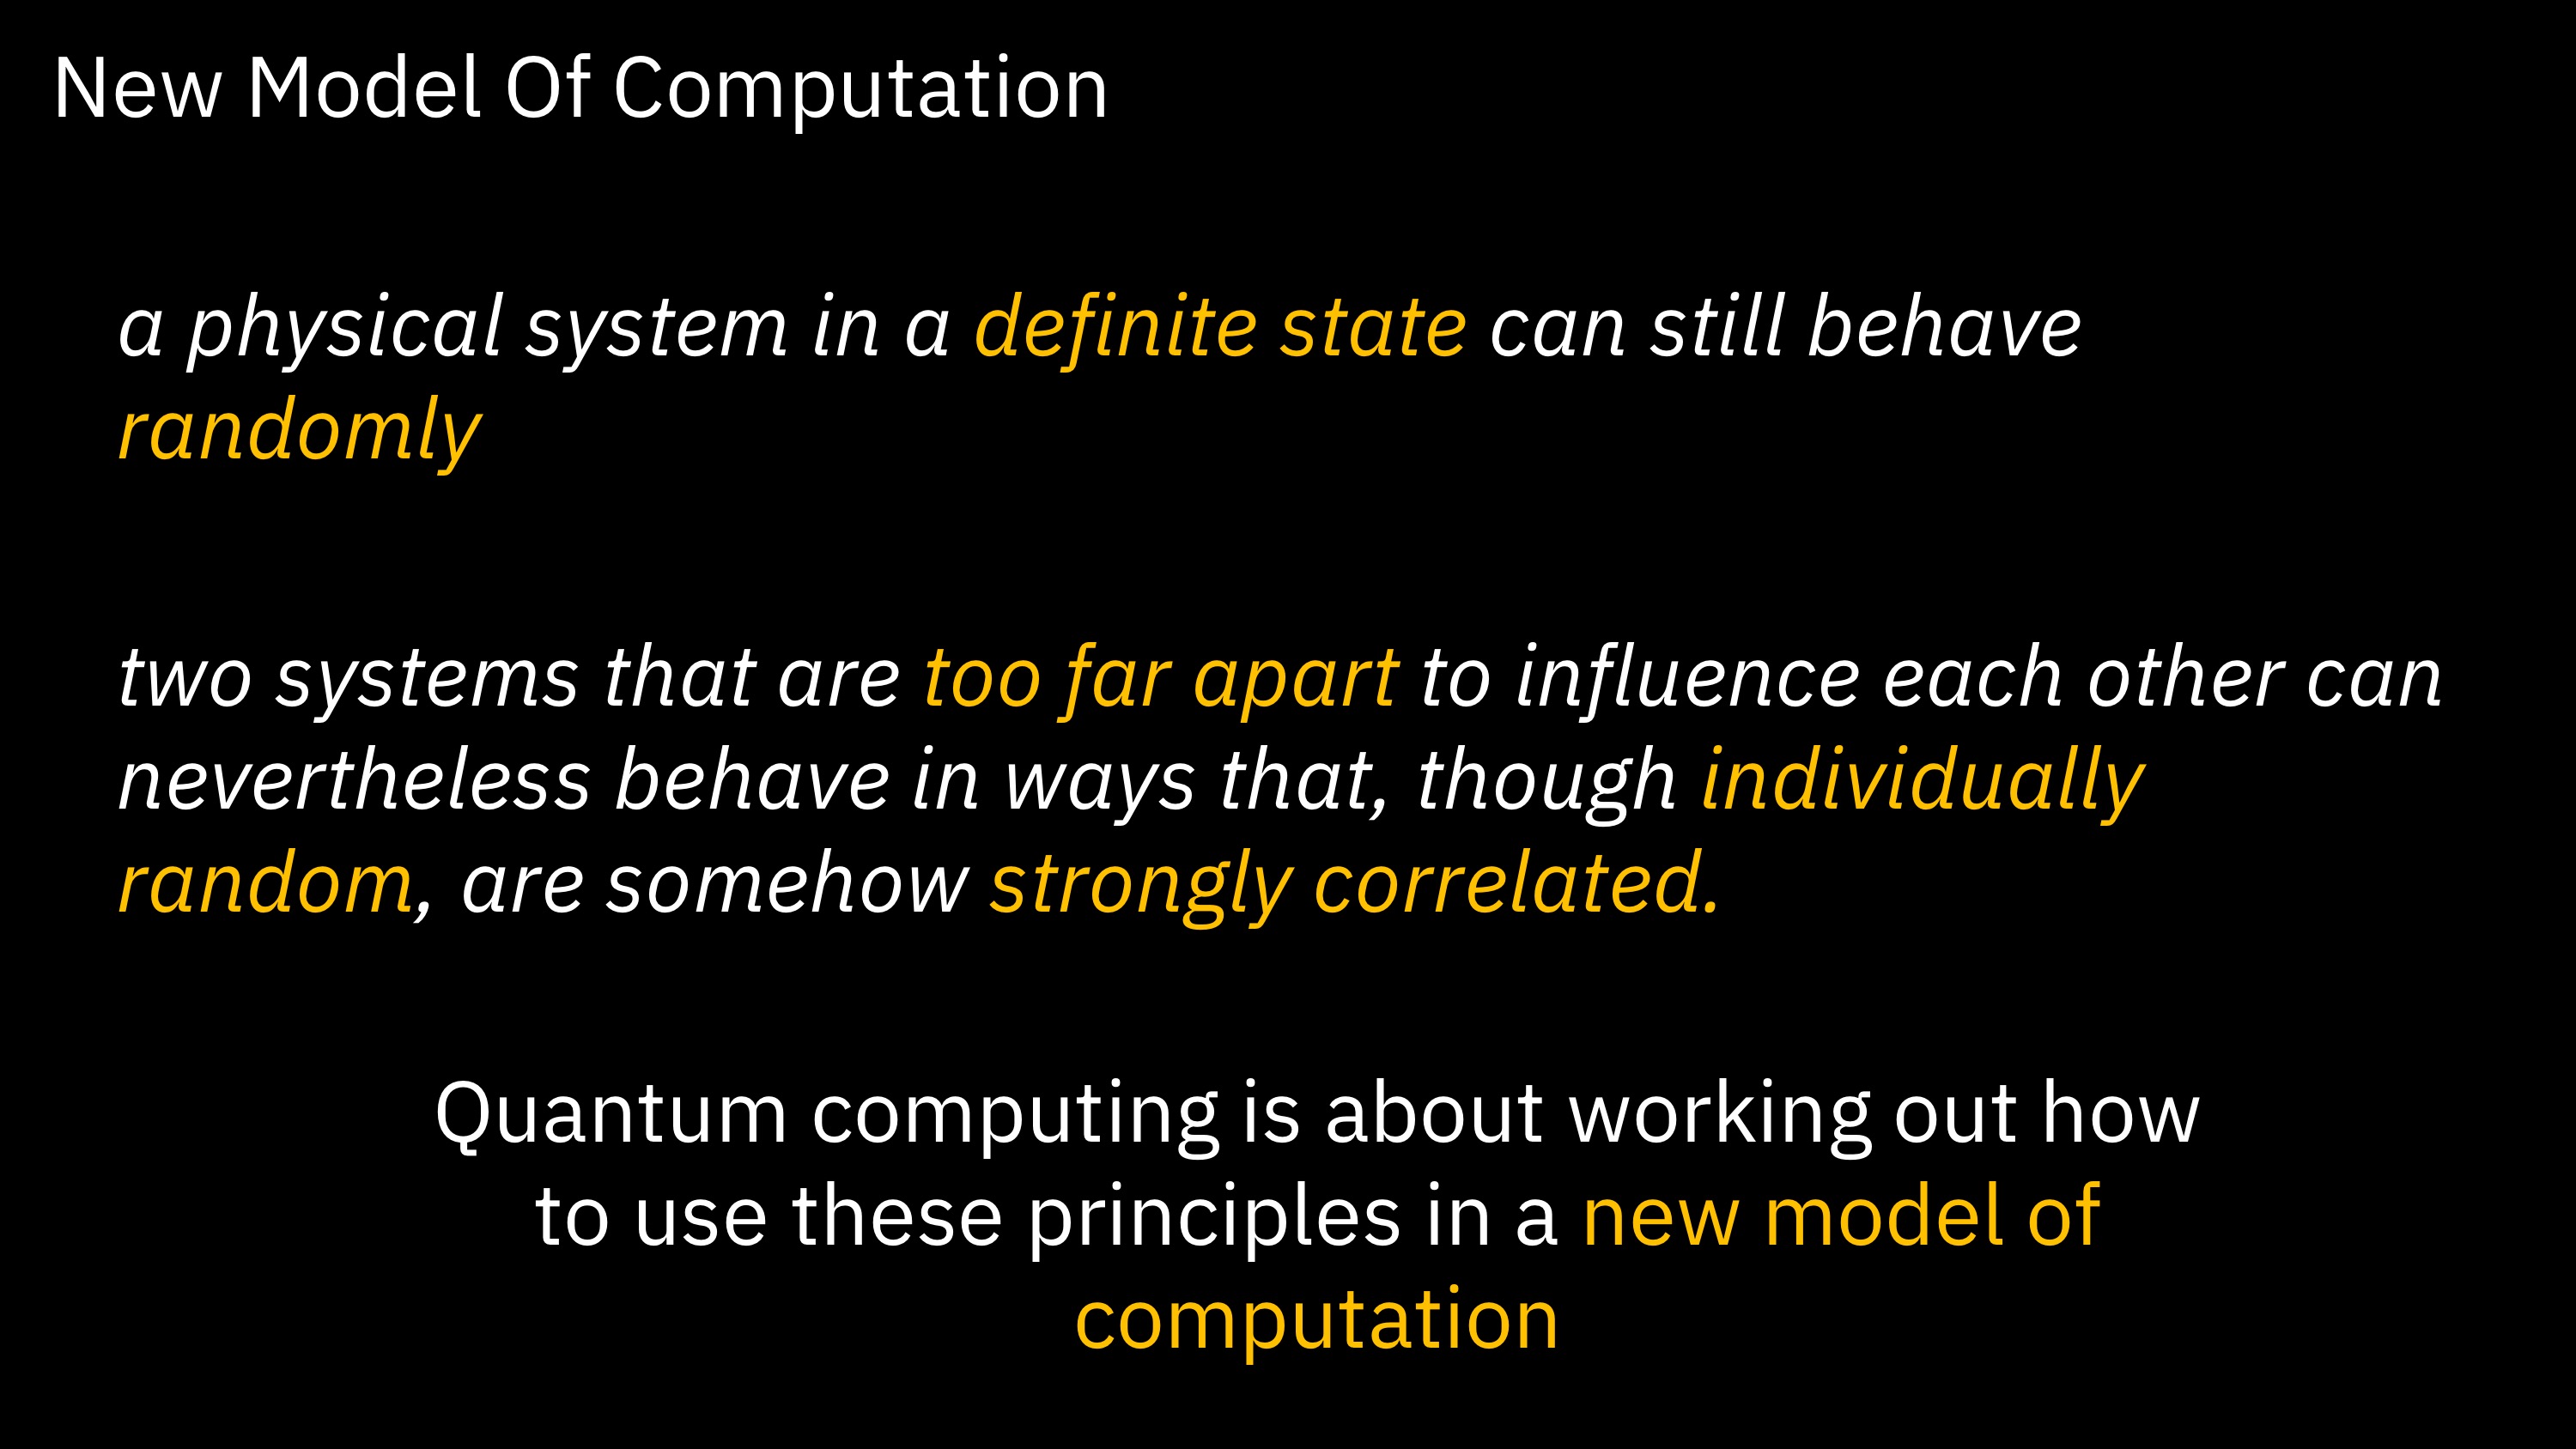 New Model Of Computation
a physical system in a definite state can still behave
randomly
two systems that are too far apart to influence each other can
nevertheless behave in ways that, though individually
random, are somehow strongly correlated.
Quantum computing is about working out how
to use these principles in a new model of
computation